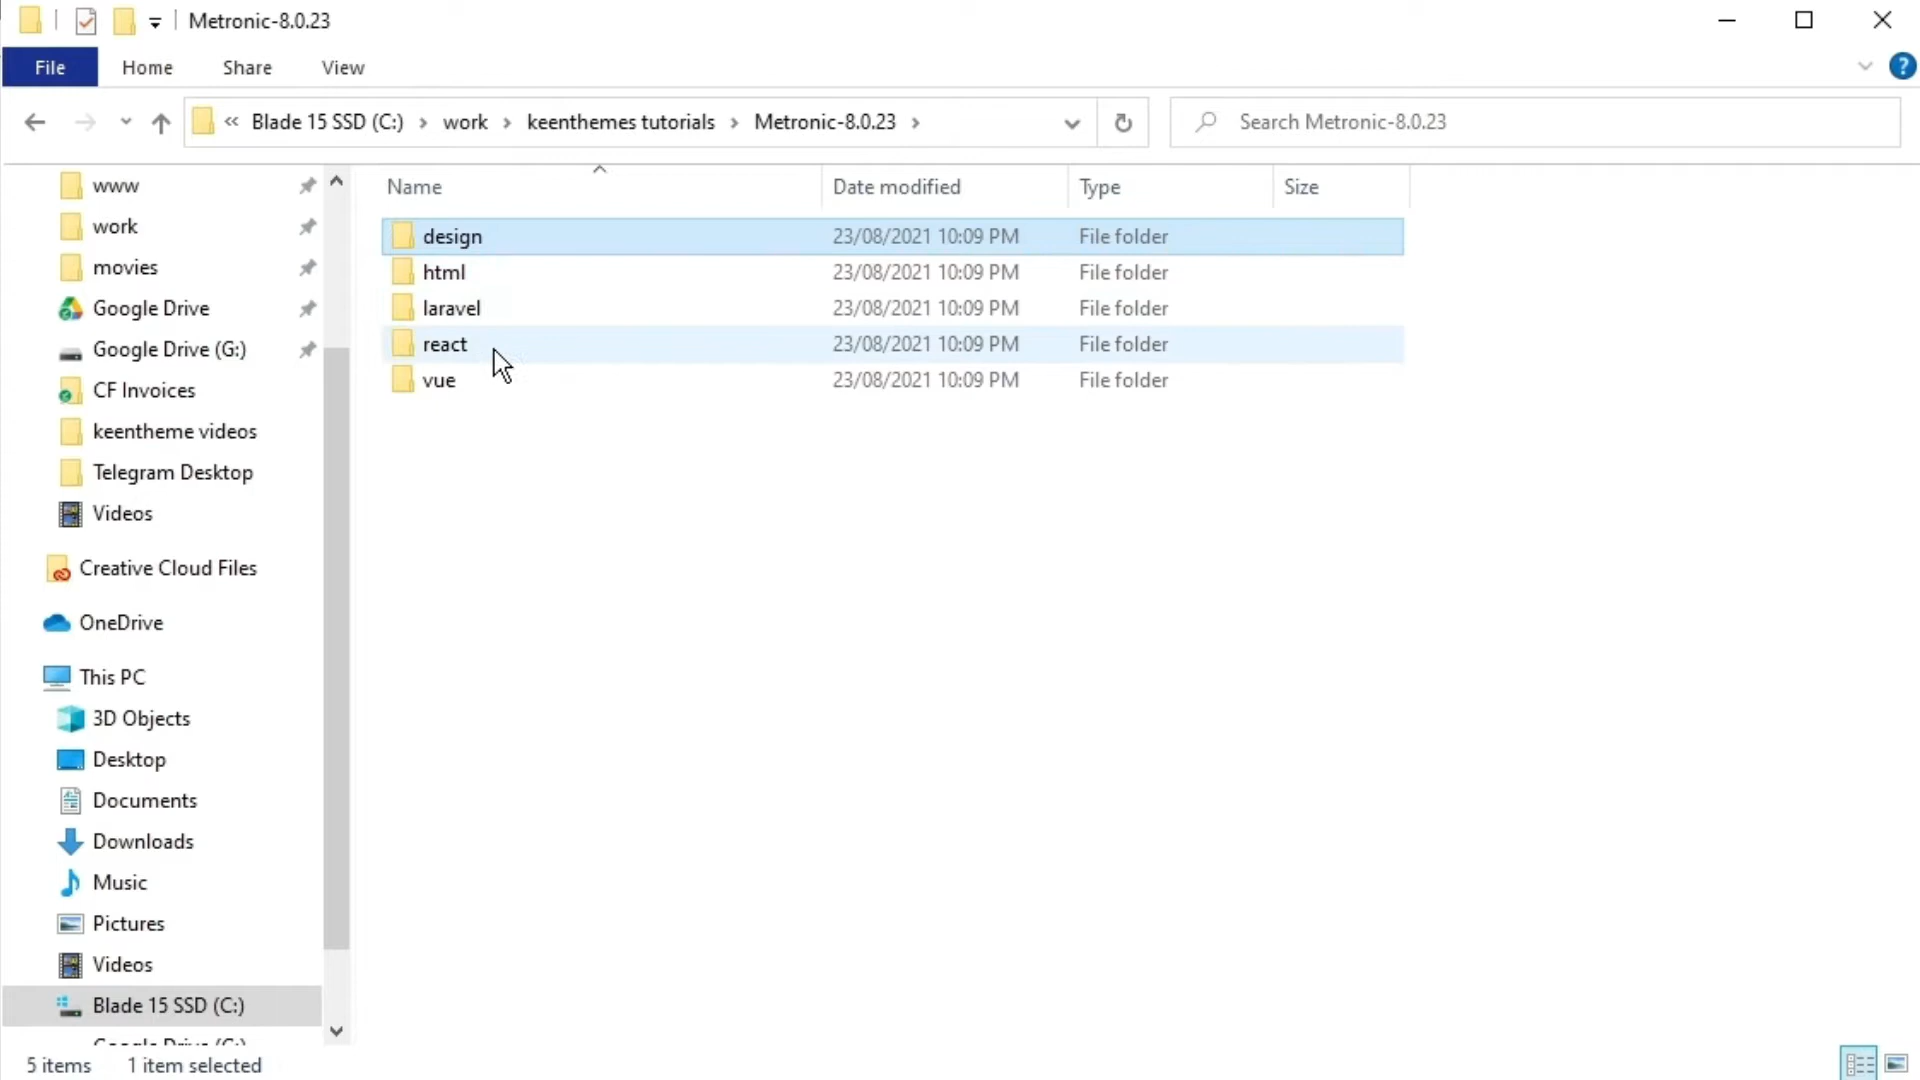 Metronic-8.0.23
File Home Share View
?
« Blade 15 SSD (C:) › work › keenthemes tutorials › Metronic-8.0.23 ›
Search Metronic-8.0.23
www
work
movies
Google Drive
Google Drive (G:)
CF Invoices
keentheme videos
Telegram Desktop
Videos
Creative Cloud Files
OneDrive
This PC
3D Objects
Desktop
Documents
Downloads
Music
Pictures
Videos
Blade 15 SSD (C:)
Google Drive (G:)
Name Date modified Type Size
design 23/08/2021 10:09 PM File folder
html 23/08/2021 10:09 PM File folder
laravel 23/08/2021 10:09 PM File folder
react 23/08/2021 10:09 PM File folder
vue 23/08/2021 10:09 PM File folder
5 items 1 item selected